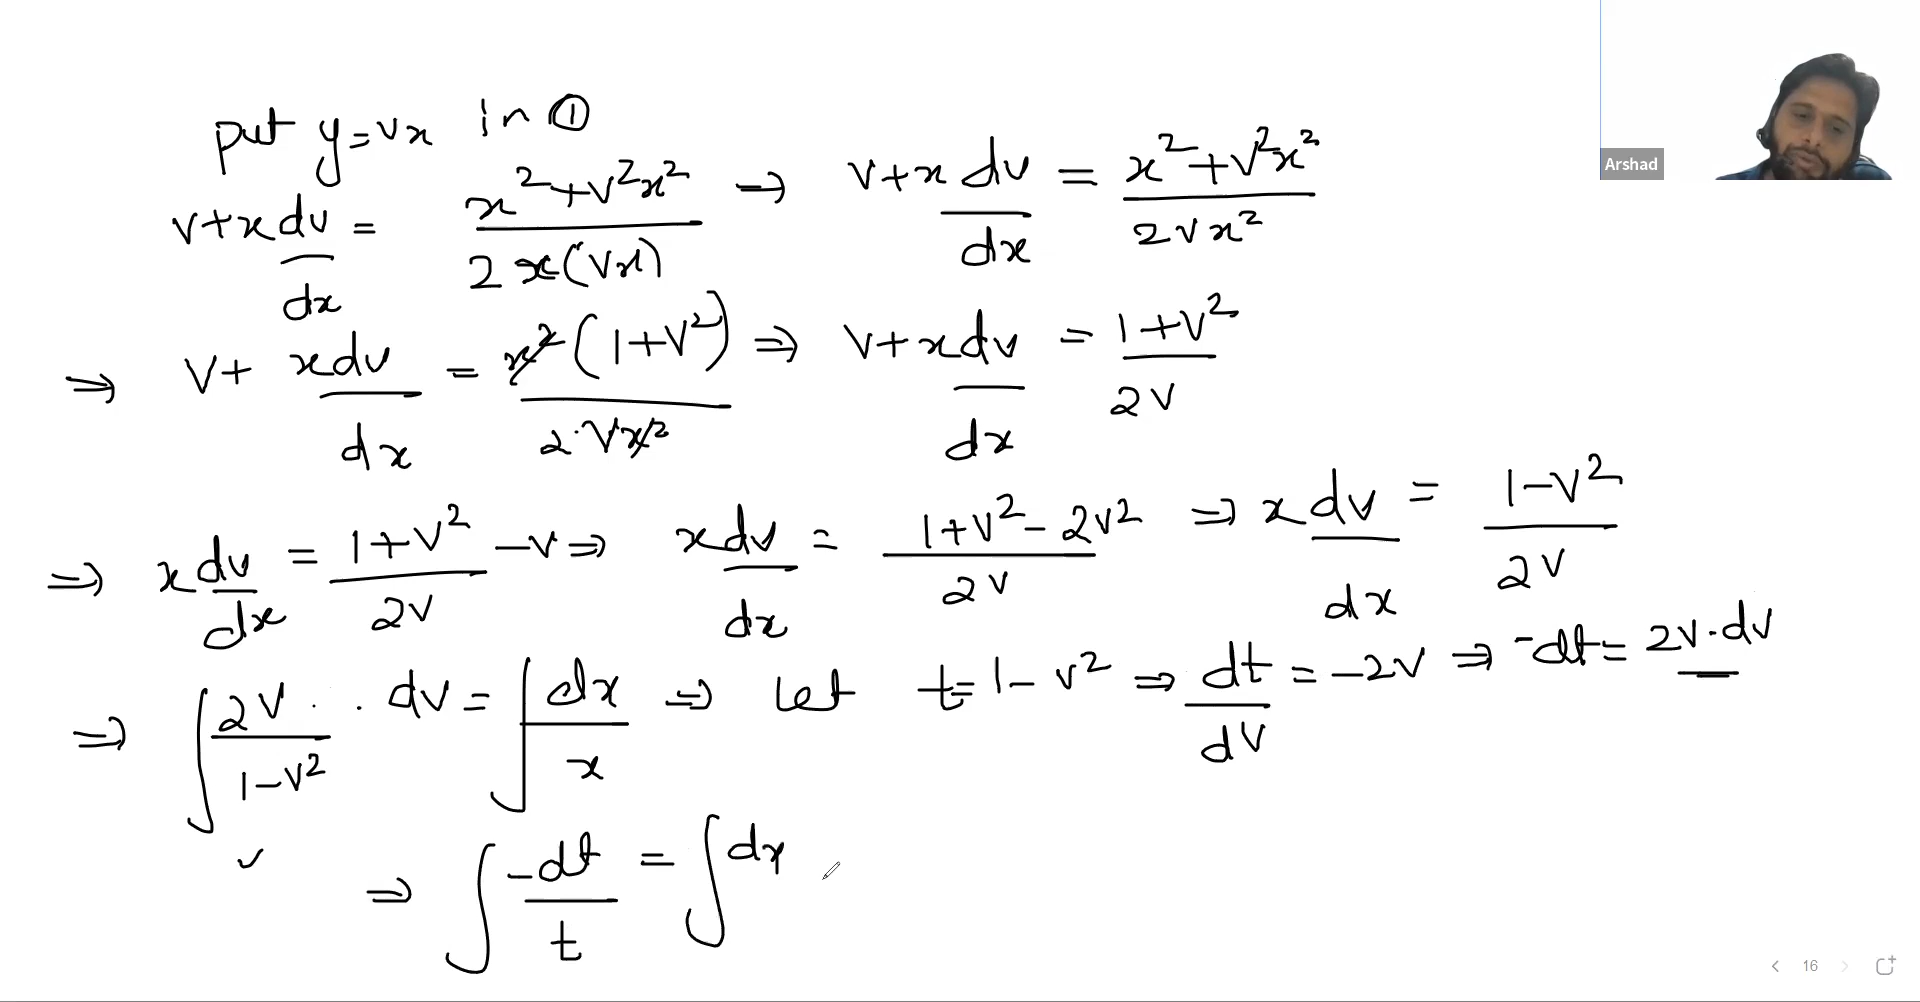 put y=vx in ①
v+x dv/dx = (x²+v²x²)/(2x(vx)) → v+x dv/dx = (x²+v²x²)/(2vx²)
⇒ v+ xdv/dx = x²(1+v²)/(2·vx²) ⇒ v+xdv/dx = (1+v²)/(2v)
⇒ x dv/dx = (1+v²)/(2v) -v ⇒ xdv/dx = (1+v²-2v²)/(2v) ⇒ x dv/dx = (1-v²)/(2v)
⇒ ∫ 2v/(1-v²) · dv = ∫ dx/x ⇒ let t=1-v² ⇒ dt/dv = -2v ⇒ -dt= 2v·dv
⇒ ∫ -dt/t = ∫ dx
Arshad
16